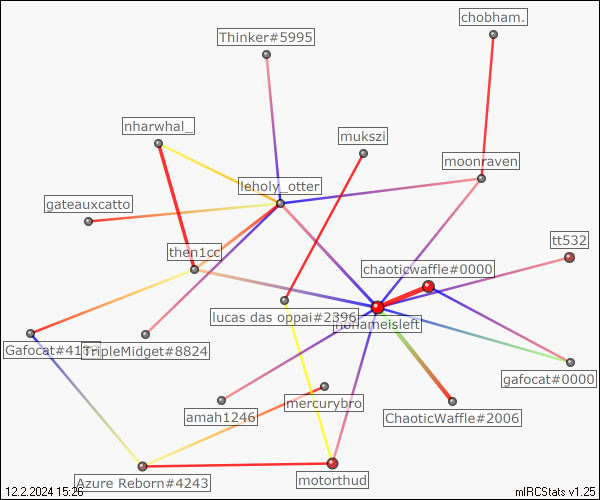 chobham.
Thinker#5995
nharwhal_
mukszi
moonraven
leholy_otter
gateauxcatto
tt532
then1cc
chaoticwaffle#0000
lucas das oppai#2396
nonameisleft
Gafocat#41
TripleMidget#8824
gafocat#0000
mercurybro
amah1246
ChaoticWaffle#2006
Azure Reborn#4243
motorthud
12.2.2024 15:26
mIRCStats v1.25